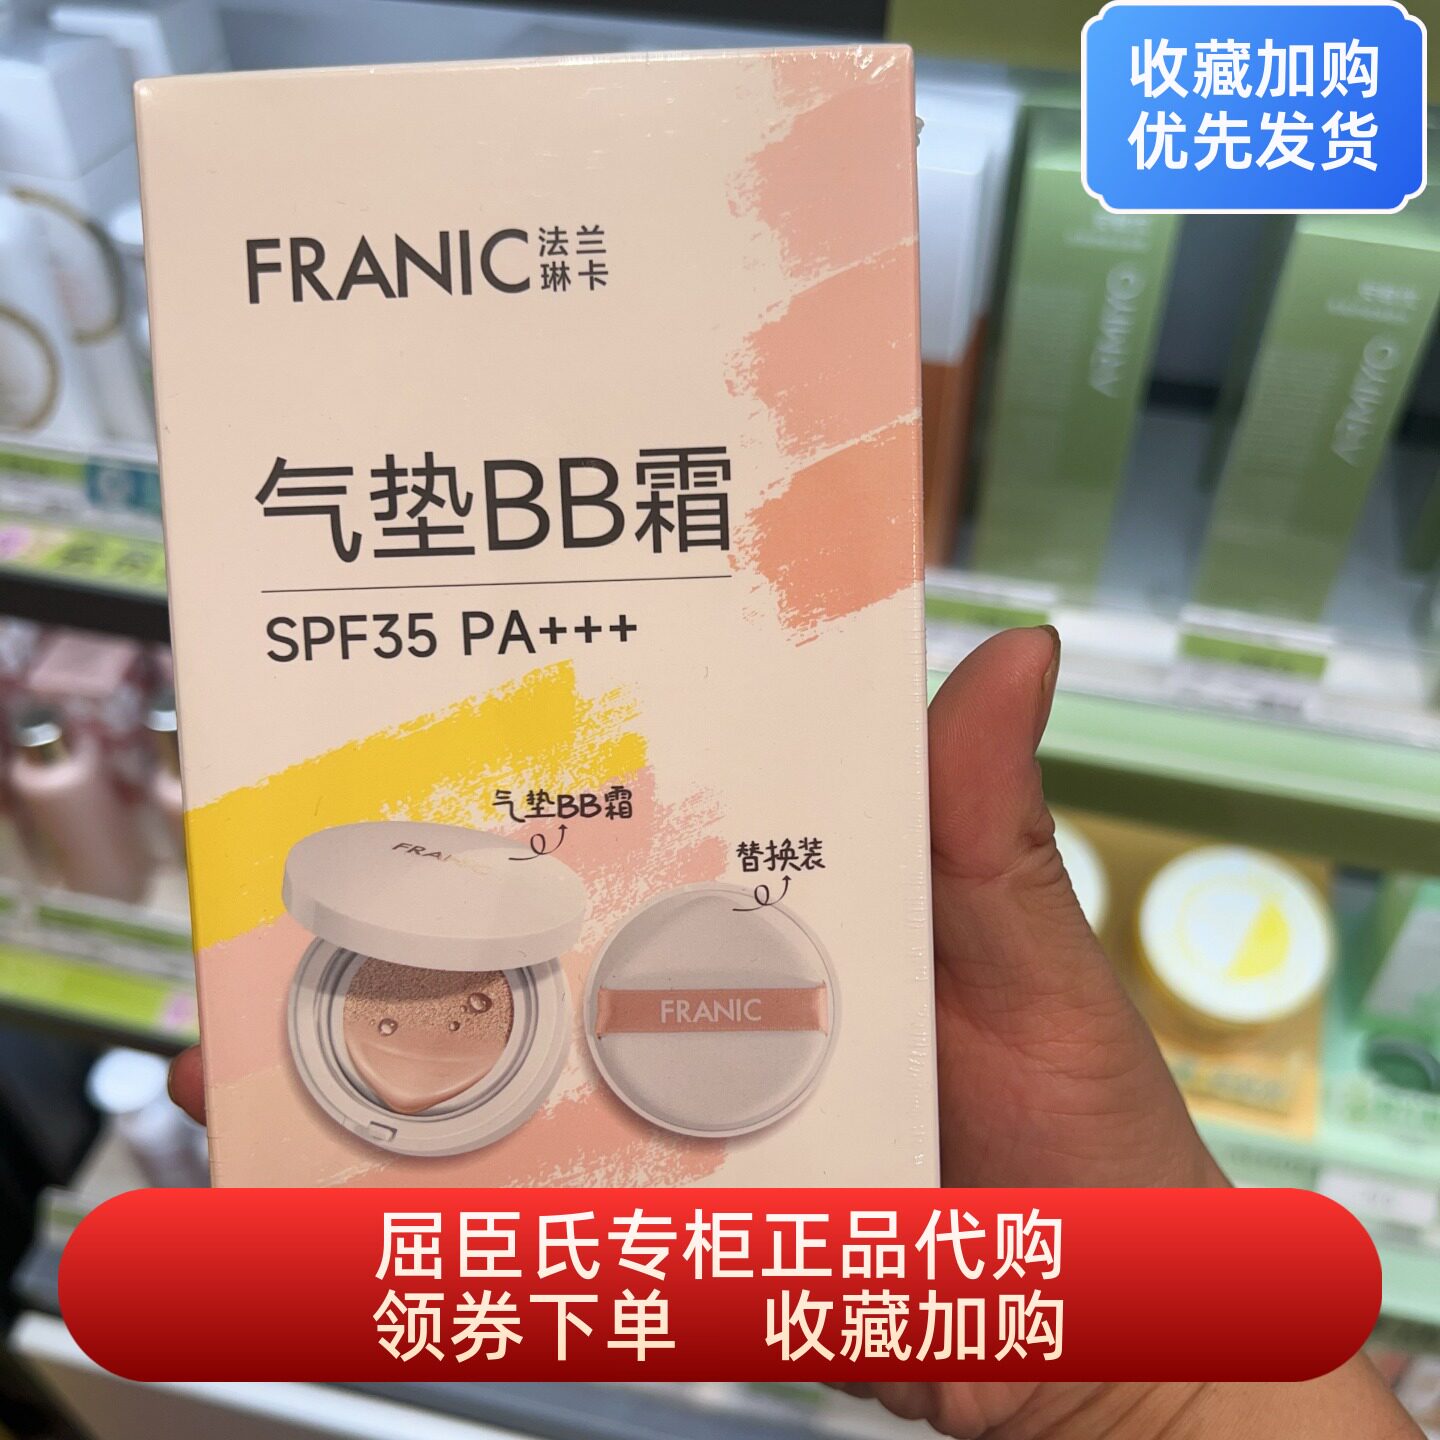 收藏加购
优先发货
FRANIC 法兰
琳卡
气垫BB霜
SPF35 PA+++
气垫BB霜
替换装
FRANIC
ARMIYO
ARMIYO
屈臣氏专柜正品代购
领券下单 收藏加购